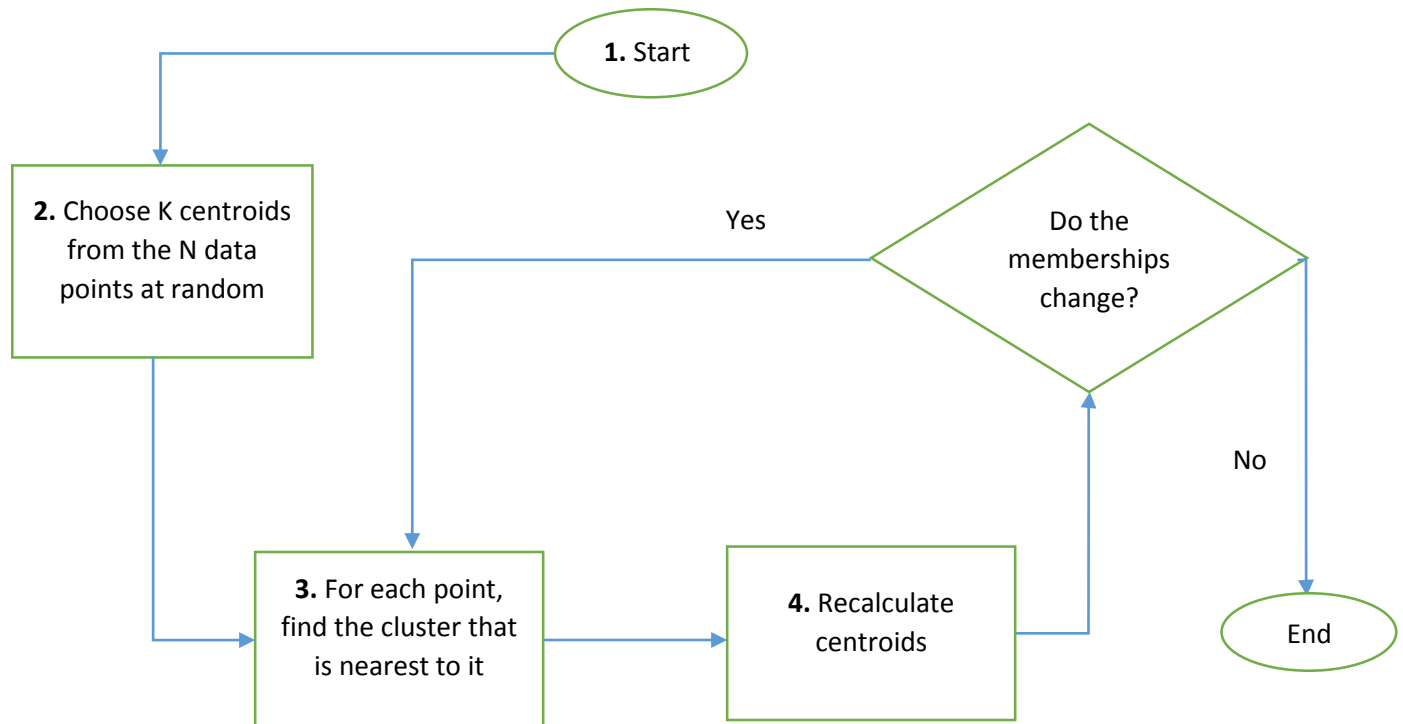 1. Start
2. Choose K centroids
from the N data
points at random
Yes
Do the
memberships
change?
No
3. For each point,
find the cluster that
is nearest to it
4. Recalculate
centroids
End